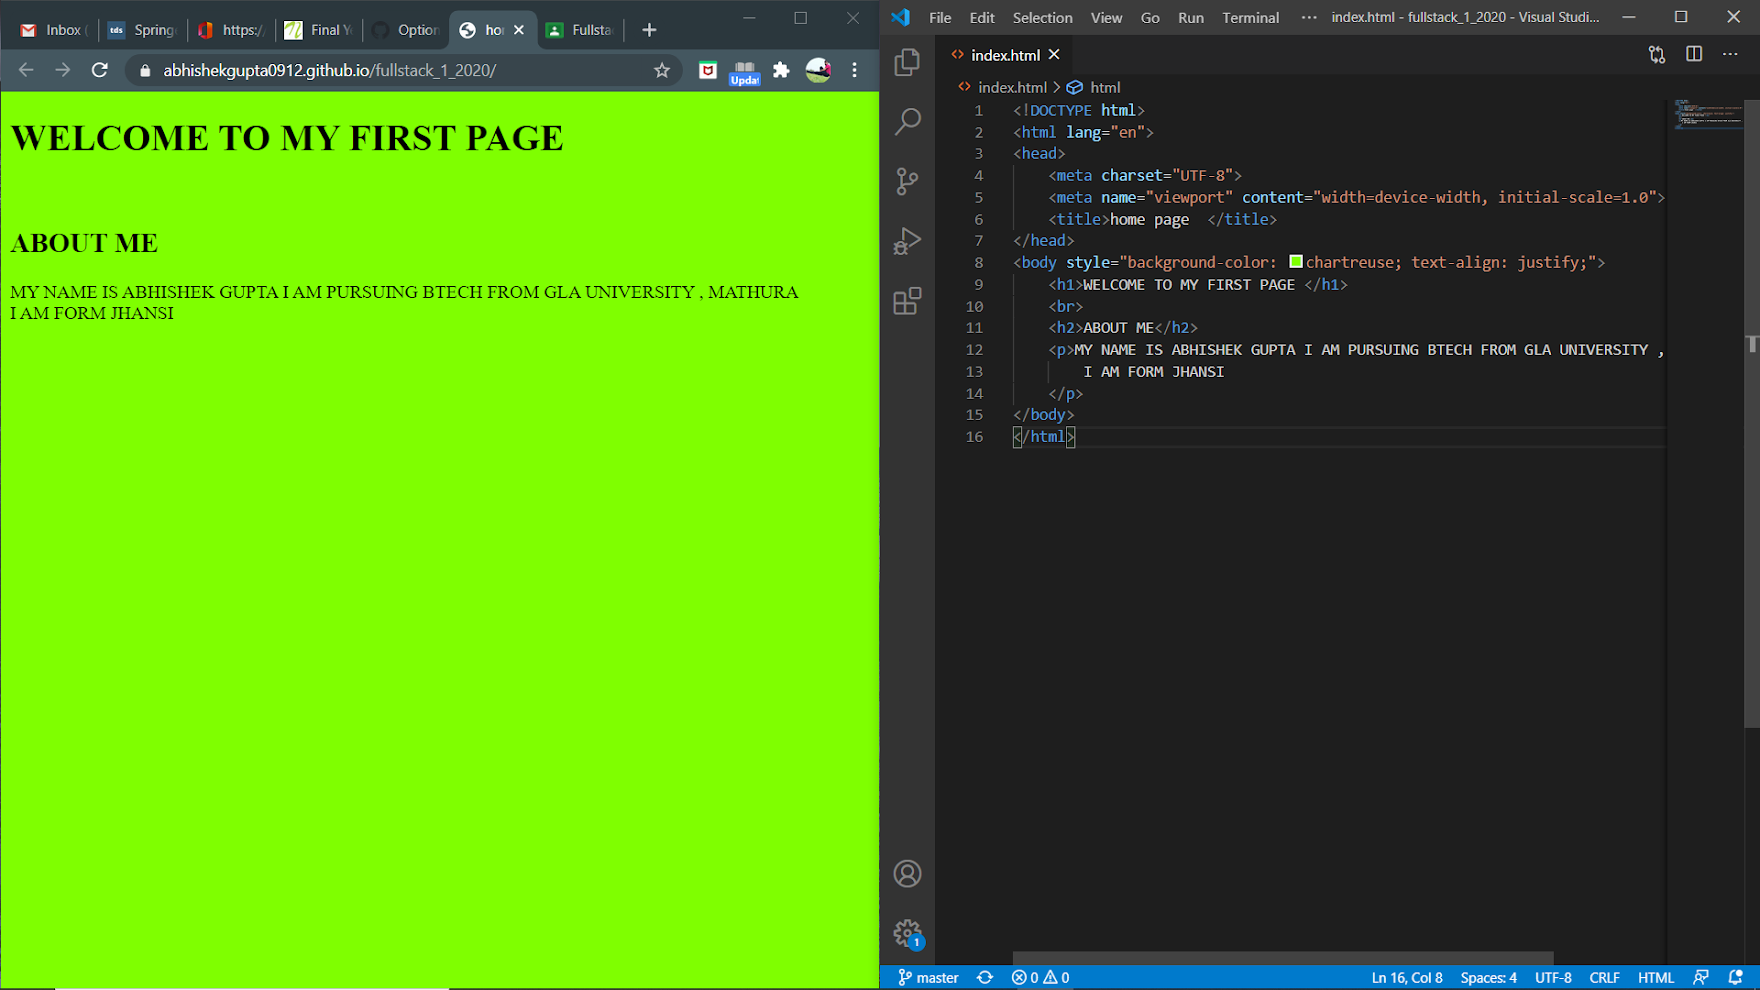 Inbox (
tds Spring
https:/
Final Y
Option
ho
Fullsta
abhishekgupta0912.github.io/fullstack_1_2020/
Updat
WELCOME TO MY FIRST PAGE
ABOUT ME
MY NAME IS ABHISHEK GUPTA I AM PURSUING BTECH FROM GLA UNIVERSITY , MATHURA
I AM FORM JHANSI
File Edit Selection View Go Run Terminal ··· index.html - fullstack_1_2020 - Visual Studi...
index.html
index.html > html
1 <!DOCTYPE html>
2 <html lang="en">
3 <head>
4 <meta charset="UTF-8">
5 <meta name="viewport" content="width=device-width, initial-scale=1.0">
6 <title>home page </title>
7 </head>
8 <body style="background-color: chartreuse; text-align: justify;">
9 <h1>WELCOME TO MY FIRST PAGE </h1>
10 <br>
11 <h2>ABOUT ME</h2>
12 <p>MY NAME IS ABHISHEK GUPTA I AM PURSUING BTECH FROM GLA UNIVERSITY ,
13 I AM FORM JHANSI
14 </p>
15 </body>
16 </html>
1
master 0 0 Ln 16, Col 8 Spaces: 4 UTF-8 CRLF HTML